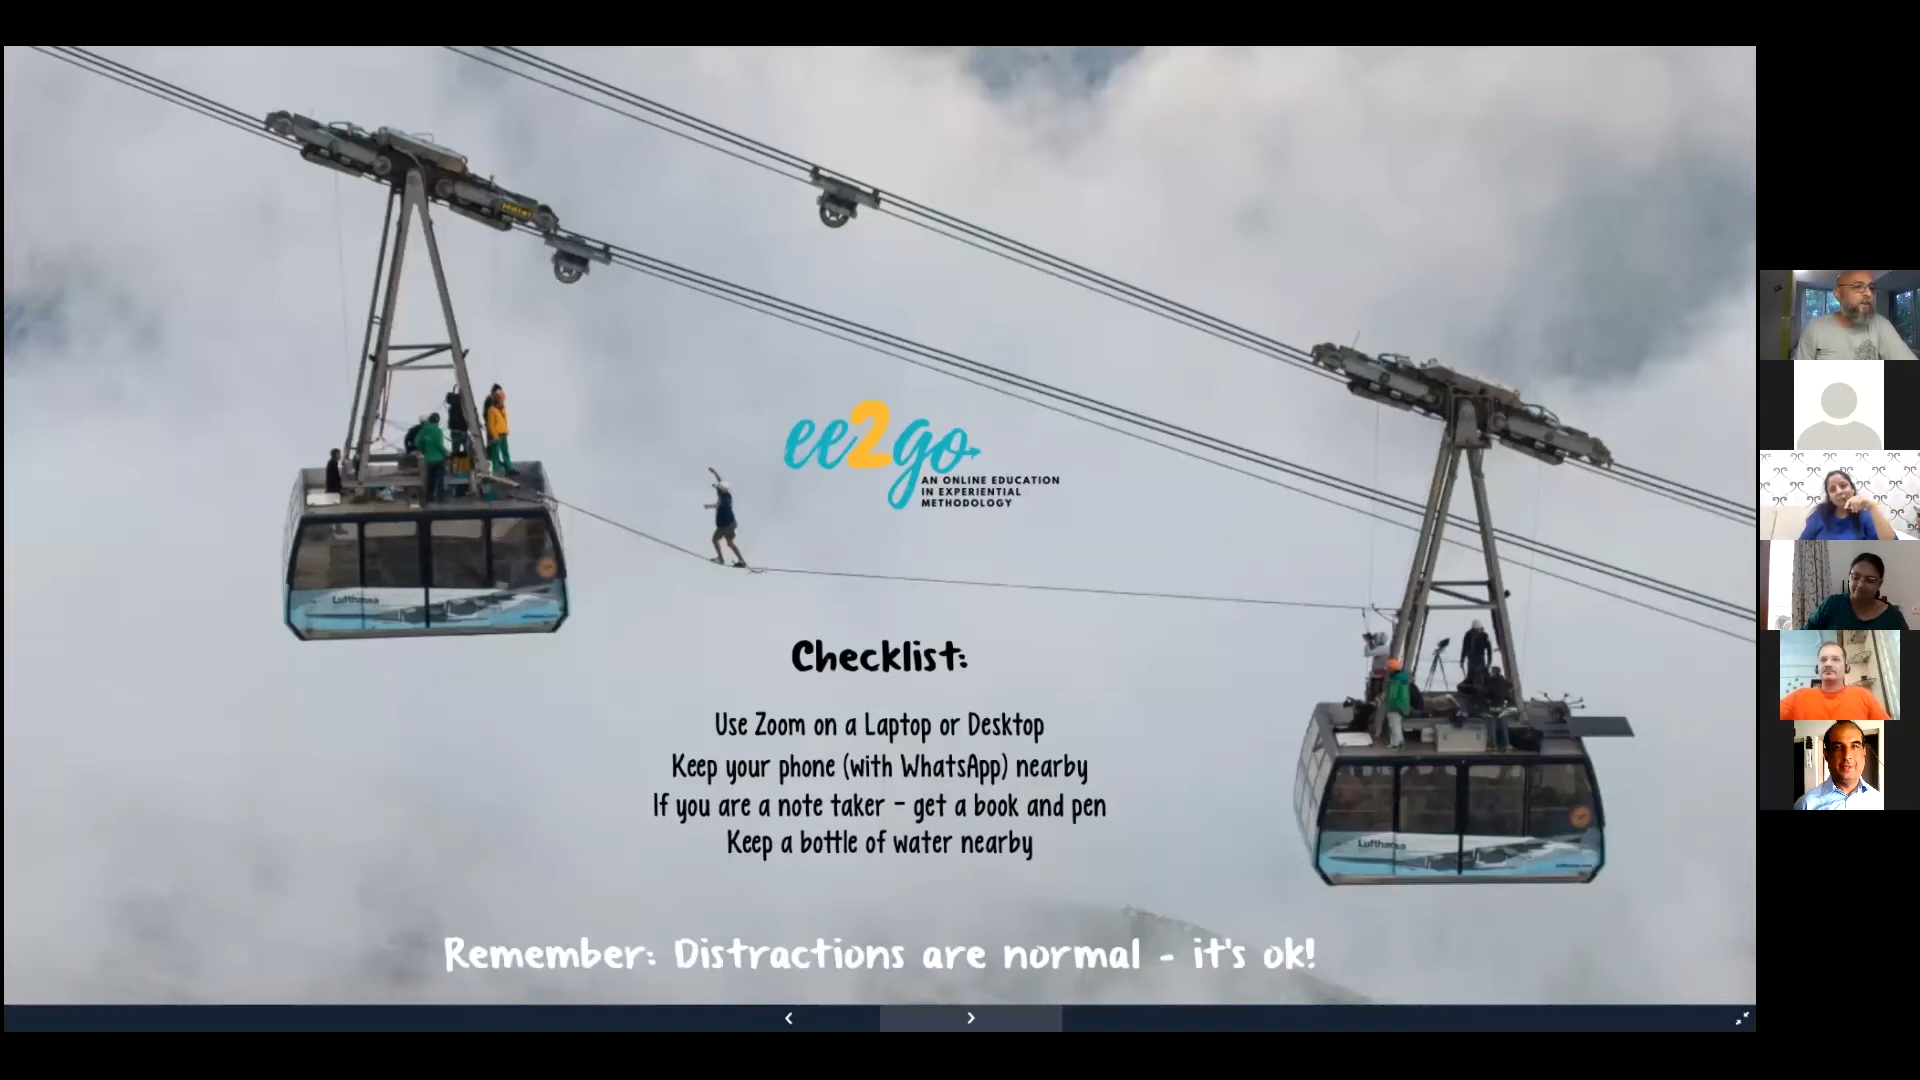 ee2go
AN ONLINE EDUCATION
IN EXPERIENTIAL
METHODOLOGY
Lufthansa
Checklist:
Use Zoom on a Laptop or Desktop
Keep your phone (with WhatsApp) nearby
If you are a note taker - get a book and pen
Keep a bottle of water nearby
Lufthansa
Remember: Distractions are normal - it's ok!